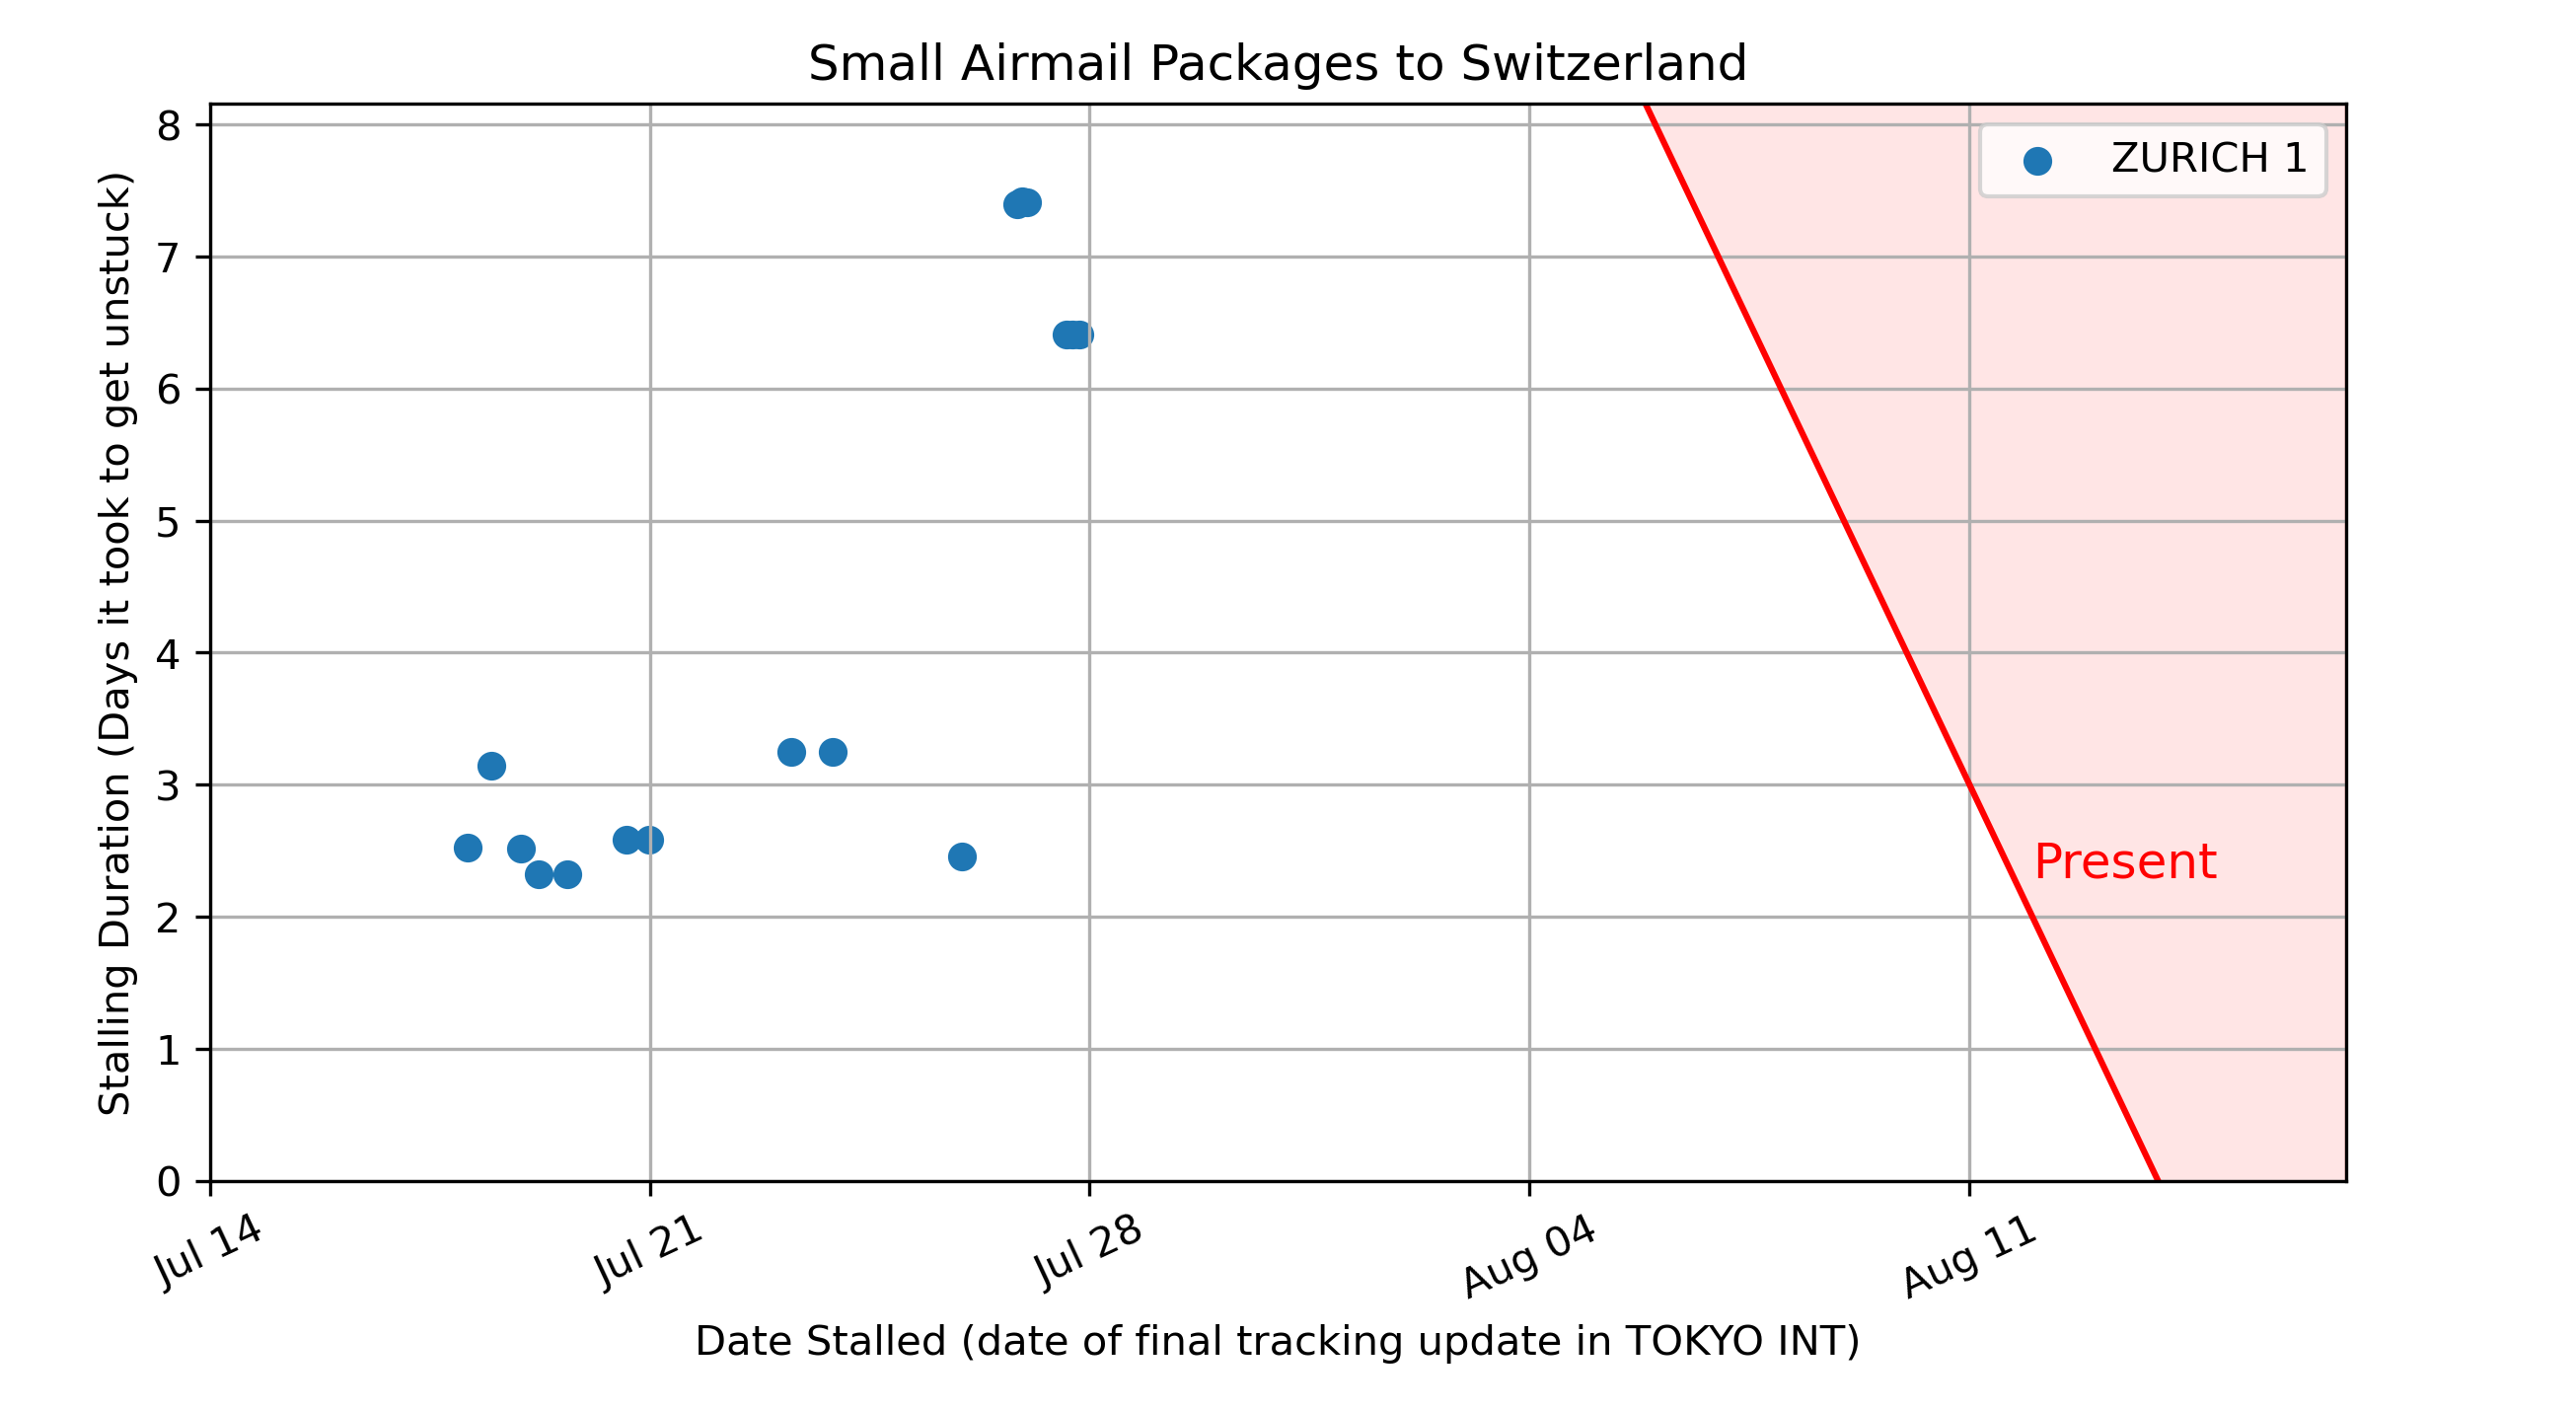 Small Airmail Packages to Switzerland
Stalling Duration (Days it took to get unstuck)
8
7
6
5
4
3
2
1
0
ZURICH 1
Present
Jul 14
Jul 21
Jul 28
Aug 04
Aug 11
Date Stalled (date of final tracking update in TOKYO INT)